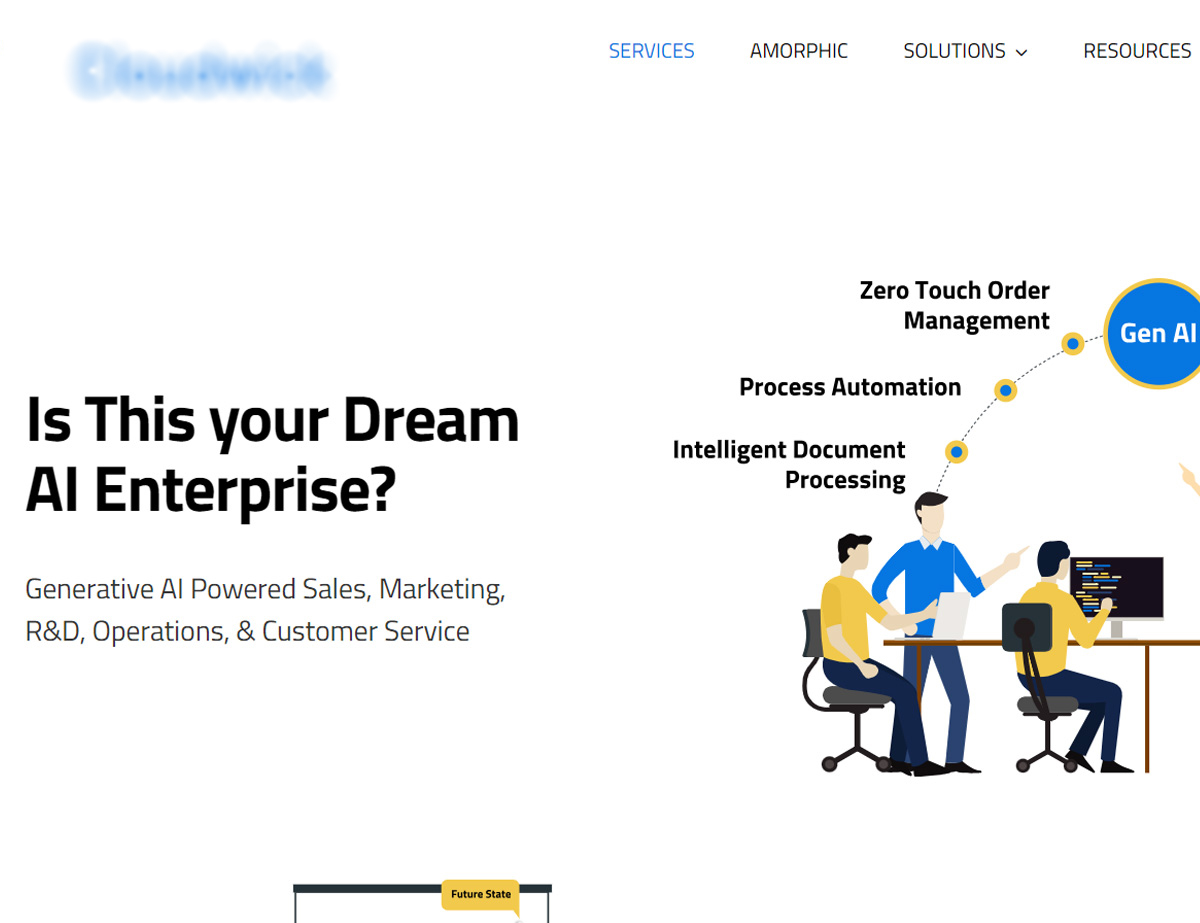 SERVICES
AMORPHIC
SOLUTIONS
RESOURCES
Zero Touch Order
Management
Gen AI
Process Automation
Intelligent Document
Processing
Is This your Dream
AI Enterprise?
Generative AI Powered Sales, Marketing,
R&D, Operations, & Customer Service
Future State